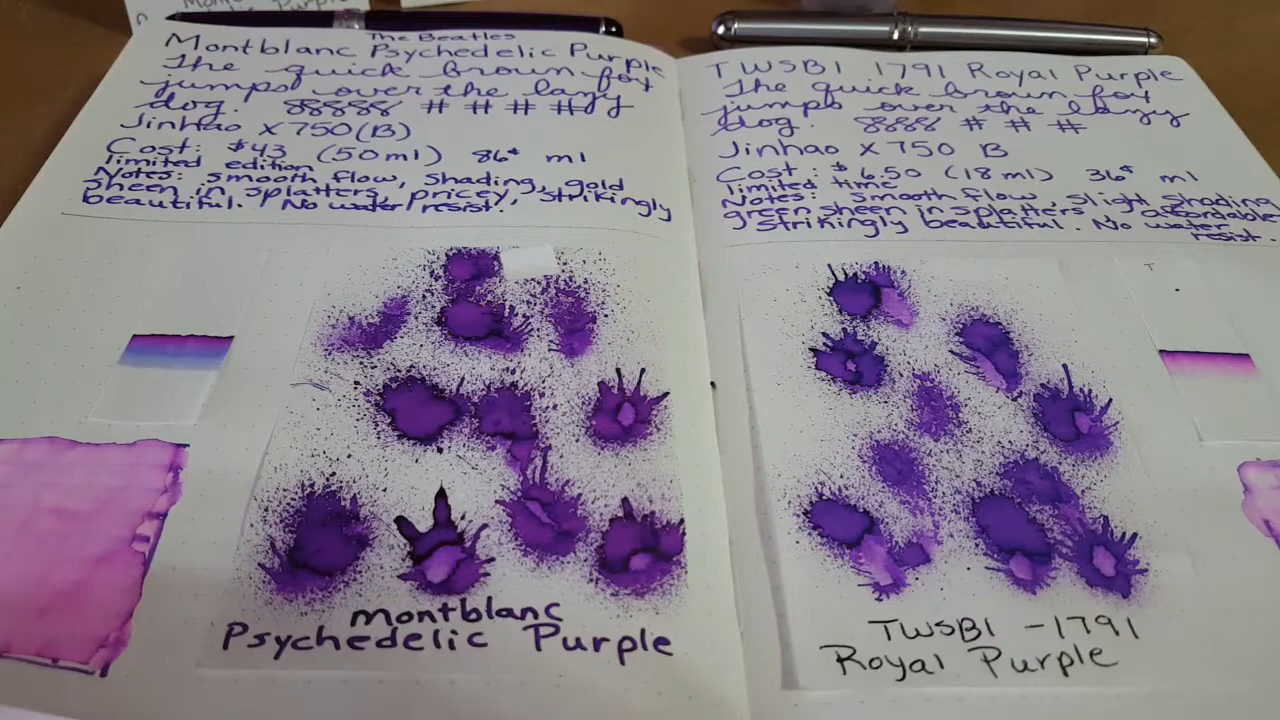 Purple
The Beatles
Montblanc Psychedelic Purple
The quick brown fox
jumps over the lazy
dog. 88888 # # # #
Jinhao X750 (B)
Cost: $43 (50ml) 86¢ ml
limited edition
Notes: smooth flow, shading, gold
sheen in splatters, pricey, strikingly
beautiful. No water resist.
montblanc
Psychedelic Purple
TWSBI 1791 Royal Purple
The quick brown fox
jumps over the lazy
dog. 8888 # # #
Jinhao X750 B
Cost: $6.50 (18ml) 36¢ ml
limited time
Notes: smooth flow, slight shading
green sheen in splatters, affordable
strikingly beautiful. No water
resist.
T
TWSBI -1791
Royal Purple